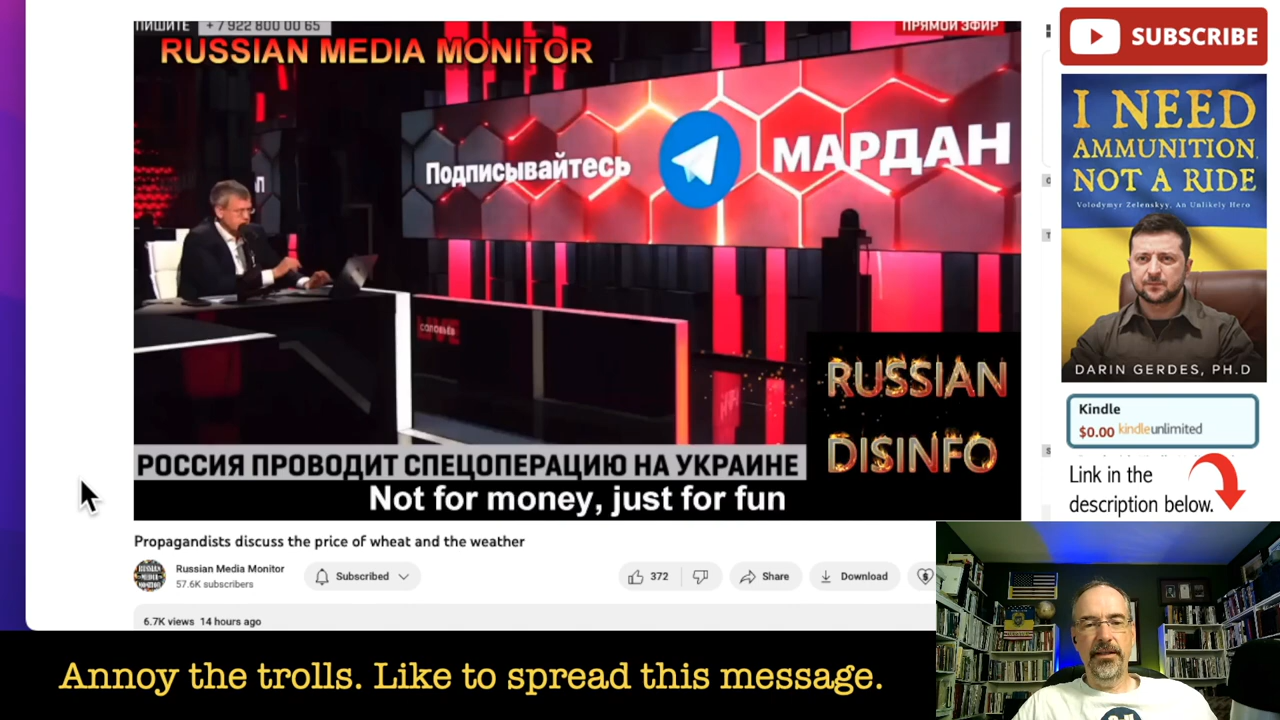 ПИШИТЕ
+ 7 922 800 00 65
ПРЯМОЙ ЭФИР
RUSSIAN MEDIA MONITOR
Подписывайтесь
МАРДАН
СОЛОВЬЁВ
LIVE
RUSSIAN
DISINFO
РОССИЯ ПРОВОДИТ СПЕЦОПЕРАЦИЮ НА УКРАИНЕ
Not for money, just for fun
Propagandists discuss the price of wheat and the weather
Russian Media Monitor
57.6K subscribers
Subscribed
372
Share
Download
6.7K views 14 hours ago
SUBSCRIBE
I NEED
AMMUNITION,
NOT A RIDE
Volodymyr Zelenskyy, An Unlikely Hero
DARIN GERDES, PH.D
Kindle
$0.00 kindleunlimited
Link in the
description below.
Annoy the trolls. Like to spread this message.